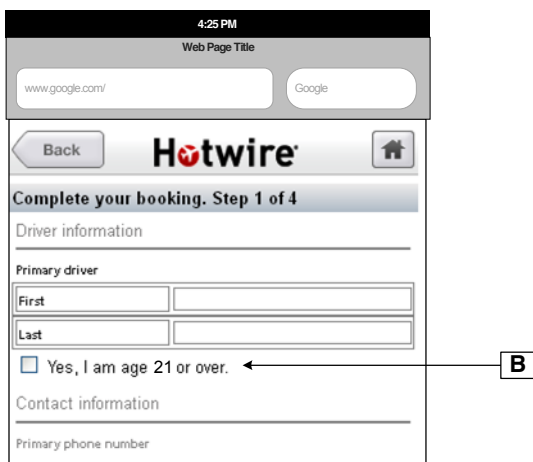 4:25 PM
Web Page Title
www.google.com/
Google
Back
Hotwire
Complete your booking. Step 1 of 4
Driver information
Primary driver
First
Last
Yes, I am age 21 or over.
B
Contact information
Primary phone number